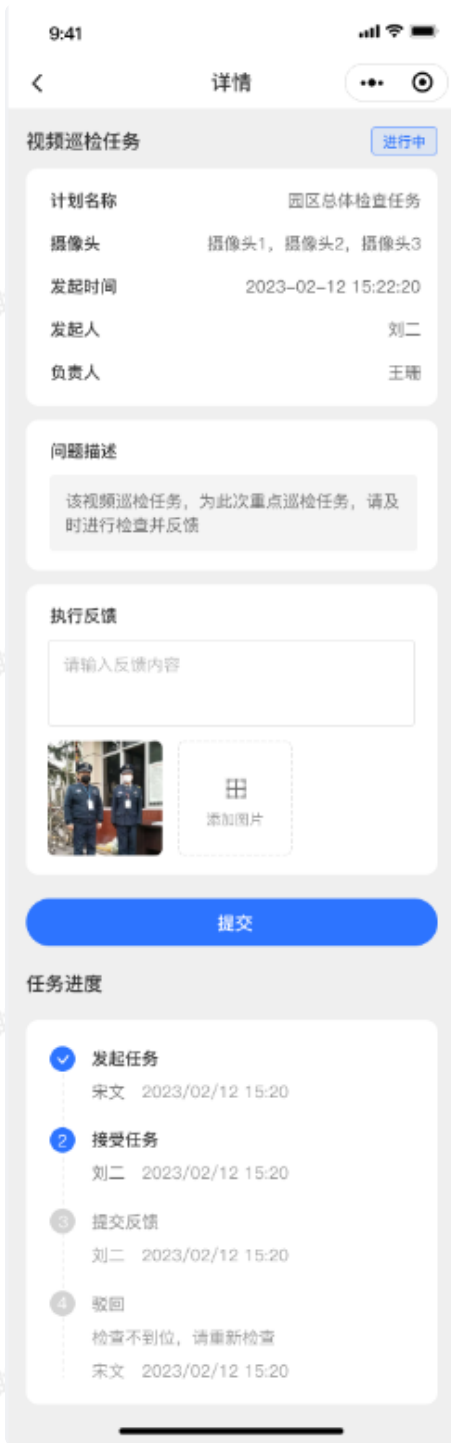 9:41
详情
视频巡检任务
进行中
计划名称
园区总体检查任务
摄像头
摄像头1，摄像头2，摄像头3
发起时间
2023-02-12 15:22:20
发起人
刘二
负责人
王珊
问题描述
该视频巡检任务，为此次重点巡检任务，请及
时进行检查并反馈
执行反馈
请输入反馈内容
添加图片
提交
任务进度
发起任务
宋文 2023/02/12 15:20
2 接受任务
刘二 2023/02/12 15:20
3 提交反馈
刘二 2023/02/12 15:20
4 驳回
检查不到位，请重新检查
宋文 2023/02/12 15:20